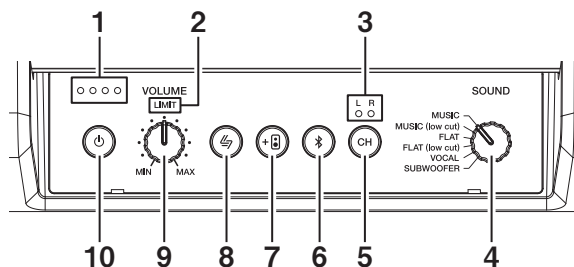 1
2
3
VOLUME
LIMIT
L R
SOUND
MUSIC
MUSIC (low cut)
FLAT
FLAT (low cut)
VOCAL
SUBWOOFER
CH
MIN
MAX
10
9
8
7
6
5
4